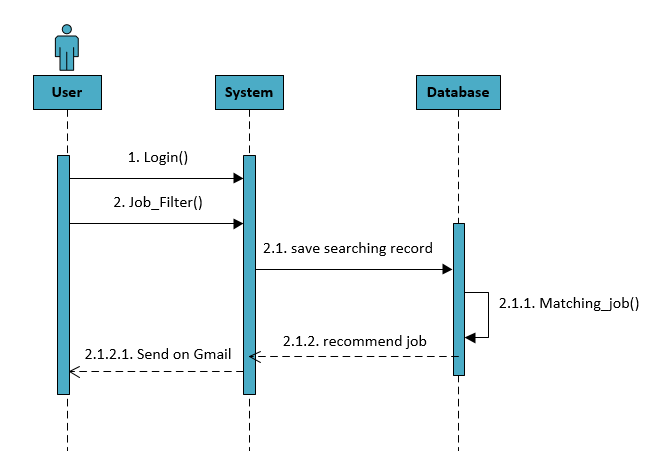 User
System
Database
1. Login()
2. Job_Filter()
2.1. save searching record
2.1.1. Matching_job()
2.1.2. recommend job
2.1.2.1. Send on Gmail